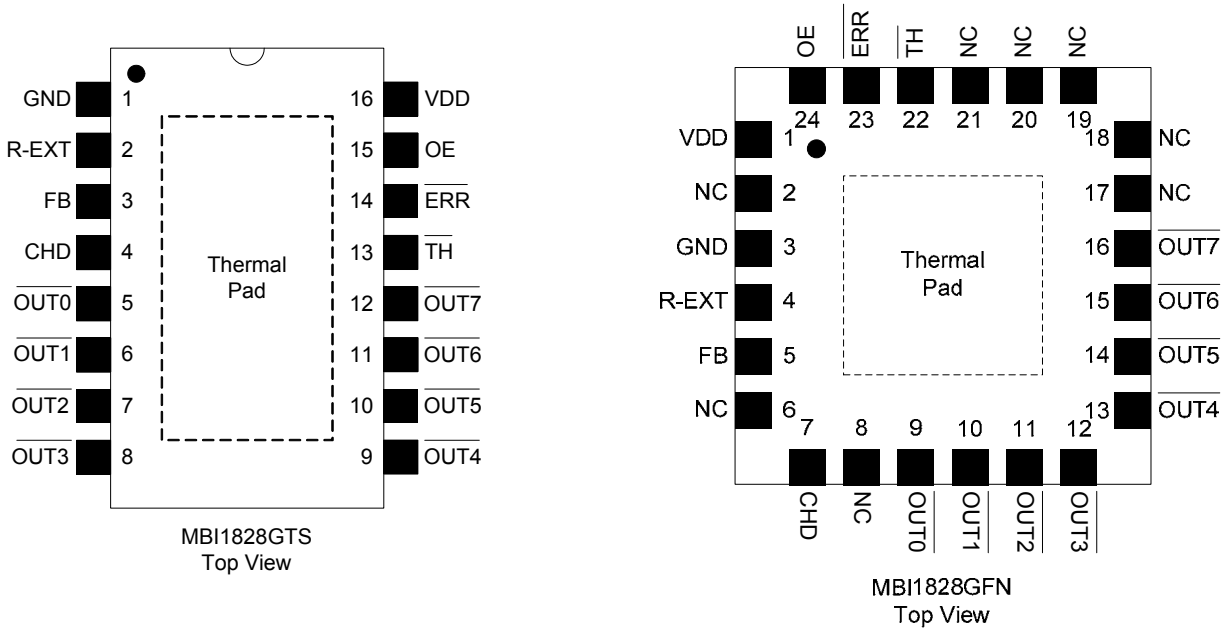 GND 1
R-EXT 2
FB 3
CHD 4
OUT0 5
OUT1 6
OUT2 7
OUT3 8
16 VDD
15 OE
14 ERR
13 TH
12 OUT7
11 OUT6
10 OUT5
9 OUT4
Thermal
Pad
MBI1828GTS
Top View
OE ERR TH NC NC NC
24 23 22 21 20 19
VDD 1
NC 2
GND 3
R-EXT 4
FB 5
NC 6
18 NC
17 NC
16 OUT7
15 OUT6
14 OUT5
13 OUT4
Thermal
Pad
7 8 9 10 11 12
CHD NC OUT0 OUT1 OUT2 OUT3
MBI1828GFN
Top View